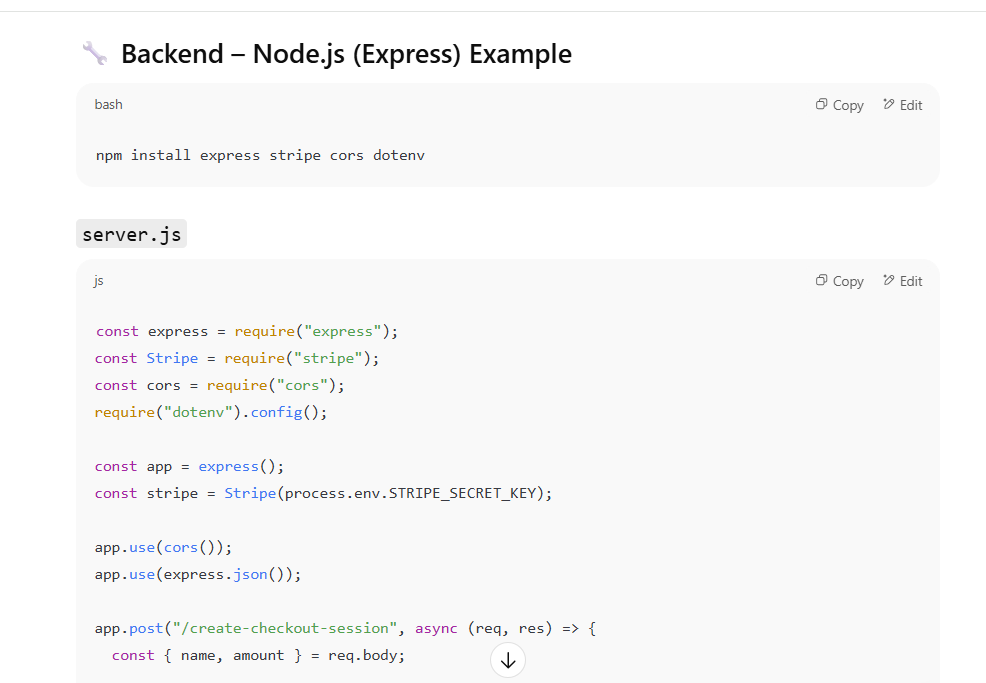 🔧 Backend – Node.js (Express) Example
bash
Copy
Edit
npm install express stripe cors dotenv
server.js
js
Copy
Edit
const express = require("express");
const Stripe = require("stripe");
const cors = require("cors");
require("dotenv").config();
const app = express();
const stripe = Stripe(process.env.STRIPE_SECRET_KEY);
app.use(cors());
app.use(express.json());
app.post("/create-checkout-session", async (req, res) => {
  const { name, amount } = req.body;